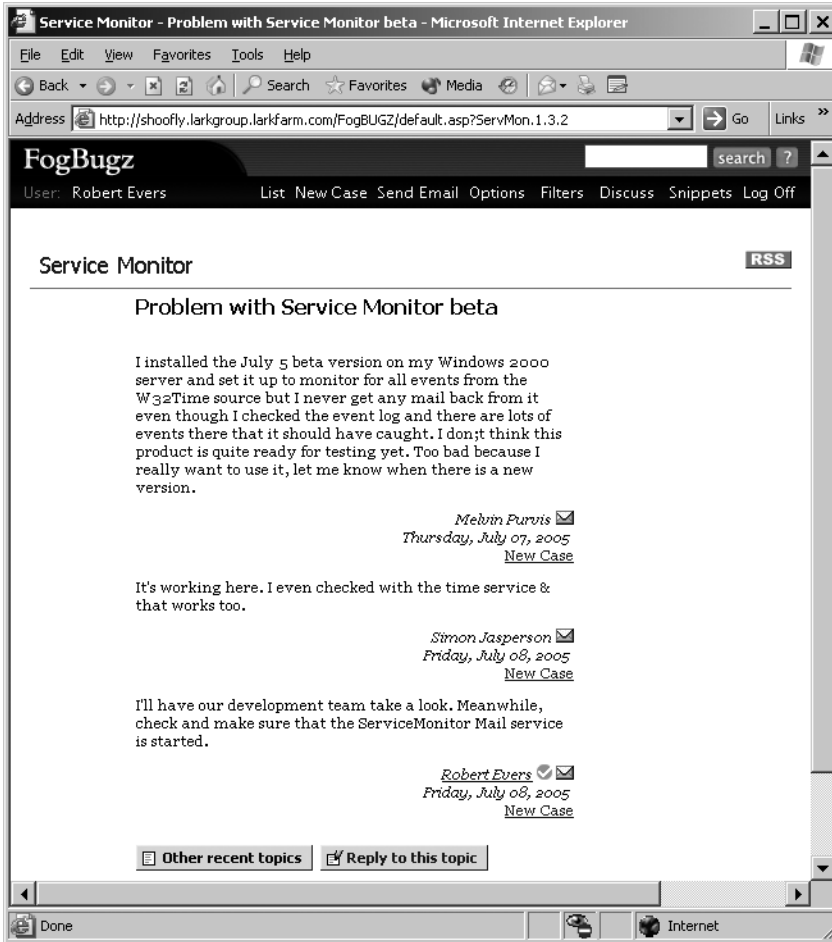 Service Monitor - Problem with Service Monitor beta - Microsoft Internet Explorer
File Edit View Favorites Tools Help
Back Search Favorites Media
Address http://shoofly.larkgroup.larkfarm.com/FogBUGZ/default.asp?ServMon.1.3.2 Go Links »
FogBugz search ?
User: Robert Evers List New Case Send Email Options Filters Discuss Snippets Log Off
Service Monitor RSS
Problem with Service Monitor beta
I installed the July 5 beta version on my Windows 2000
server and set it up to monitor for all events from the
W32Time source but I never get any mail back from it
even though I checked the event log and there are lots of
events there that it should have caught. I don;t think this
product is quite ready for testing yet. Too bad because I
really want to use it, let me know when there is a new
version.
Melvin Purvis
Thursday, July 07, 2005
New Case
It's working here. I even checked with the time service &
that works too.
Simon Jasperson
Friday, July 08, 2005
New Case
I'll have our development team take a look. Meanwhile,
check and make sure that the ServiceMonitor Mail service
is started.
Robert Evers
Friday, July 08, 2005
New Case
Other recent topics Reply to this topic
Done Internet